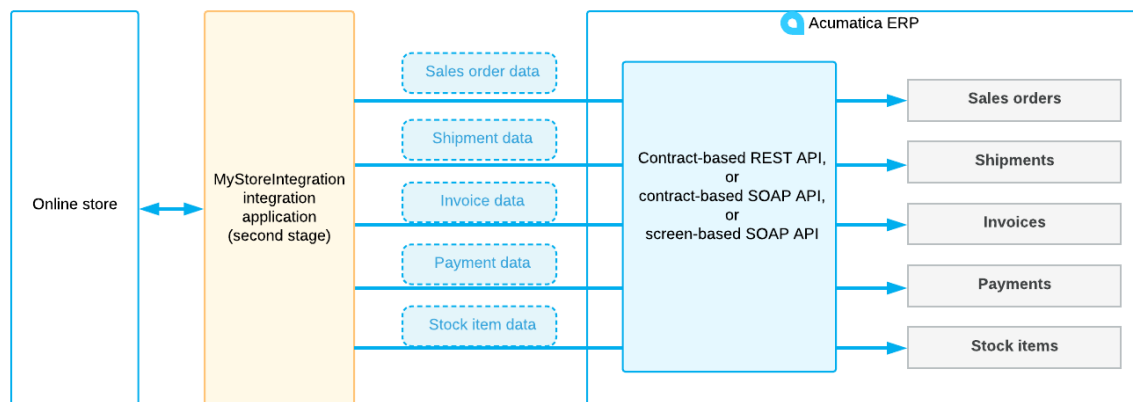 Acumatica ERP
Online store
MyStoreIntegration
integration
application
(second stage)
Sales order data
Shipment data
Invoice data
Payment data
Stock item data
Contract-based REST API,
or
contract-based SOAP API,
or
screen-based SOAP API
Sales orders
Shipments
Invoices
Payments
Stock items